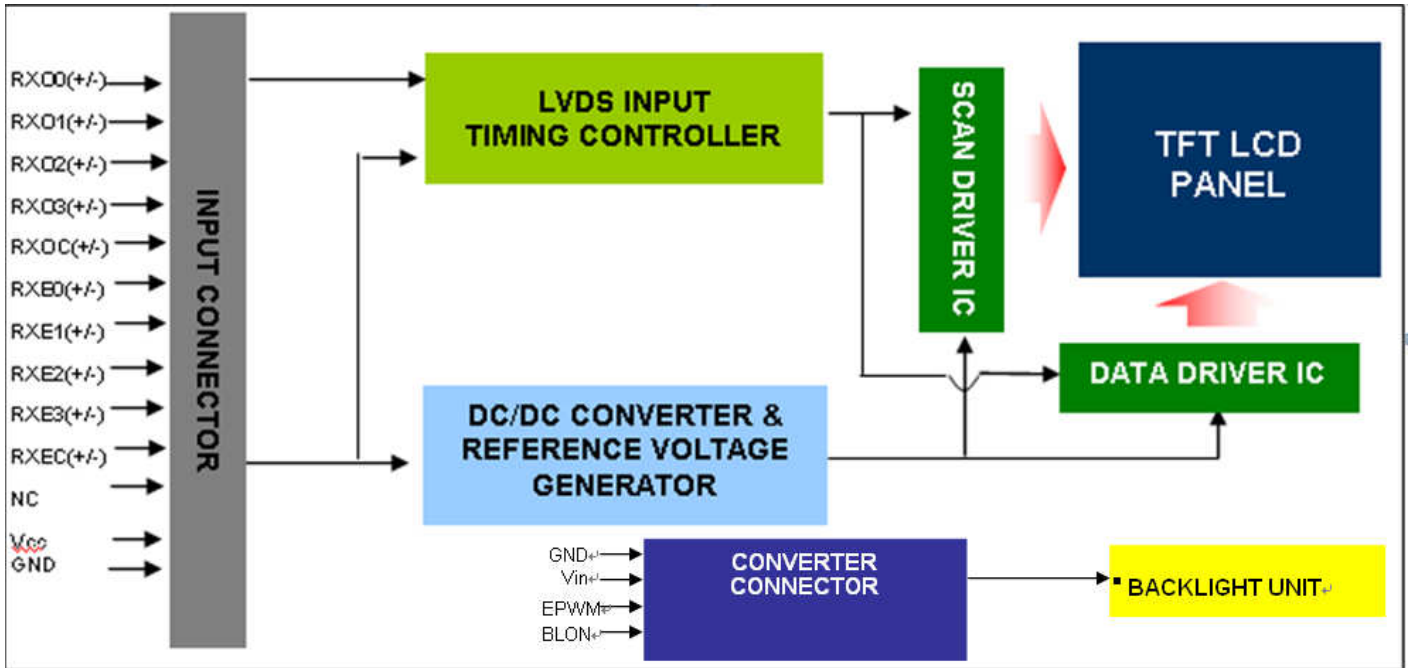 RXO0(+/-)
RXO1(+/-)
RXO2(+/-)
RXO3(+/-)
RXOC(+/-)
RXE0(+/-)
RXE1(+/-)
RXE2(+/-)
RXE3(+/-)
RXEC(+/-)
NC
Vcc
GND
INPUT CONNECTOR
LVDS INPUT
TIMING CONTROLLER
SCAN DRIVER IC
TFT LCD
PANEL
DATA DRIVER IC
DC/DC CONVERTER &
REFERENCE VOLTAGE
GENERATOR
GND
Vin
EPWM
BLON
CONVERTER
CONNECTOR
BACKLIGHT UNIT